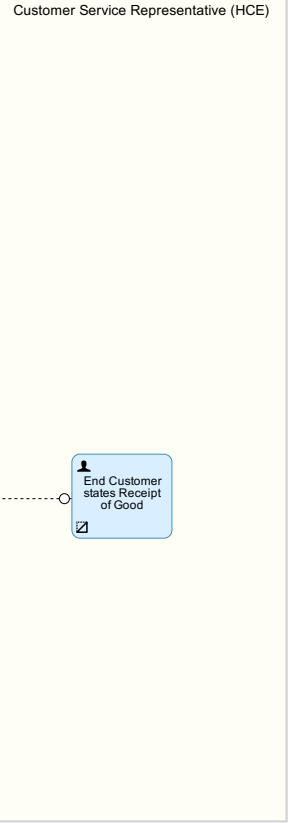 Customer Service Representative (HCE)
End Customer
states Receipt
of Good